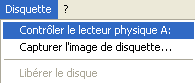 Disquette ?
Contrôler le lecteur physique A:
Capturer l'image de disquette...
Libérer le disque